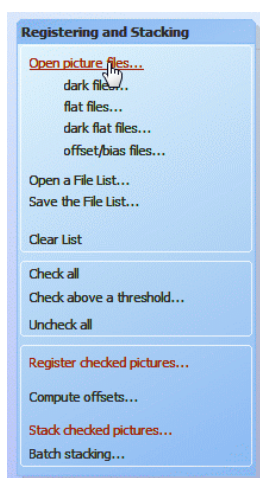 Registering and Stacking
Open picture files...
dark files...
flat files...
dark flat files...
offset/bias files...
Open a File List...
Save the File List...
Clear List
Check all
Check above a threshold...
Uncheck all
Register checked pictures...
Compute offsets...
Stack checked pictures...
Batch stacking...